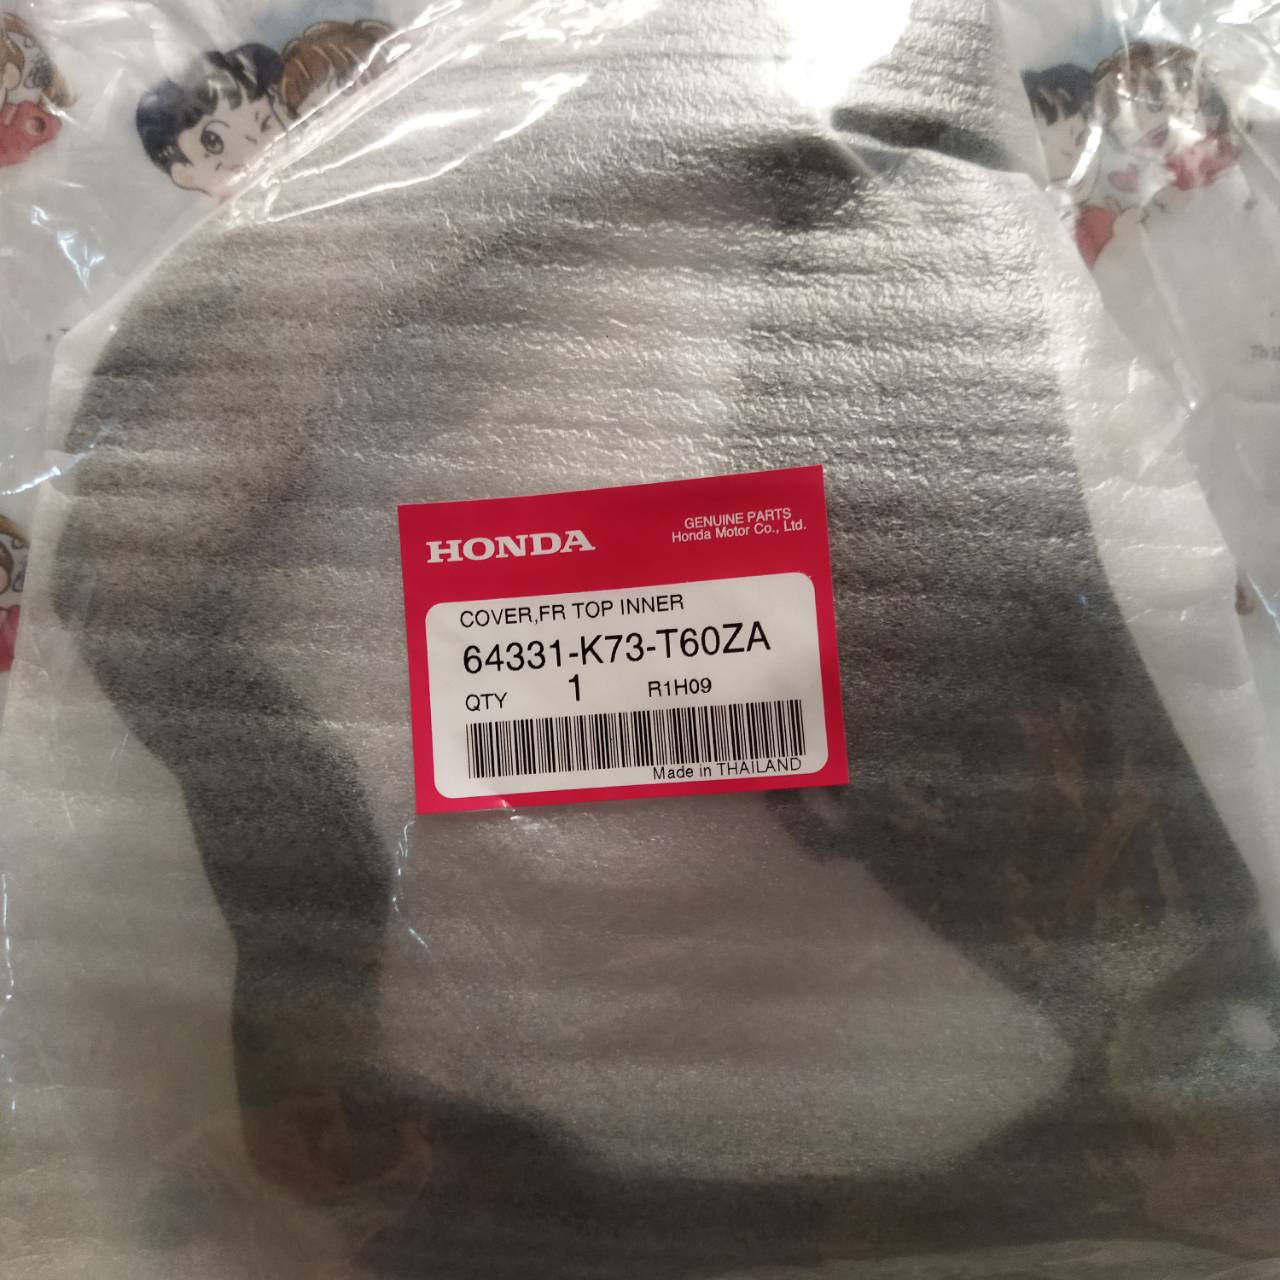 HONDA
GENUINE PARTS
Honda Motor Co., Ltd.
COVER,FR TOP INNER
64331-K73-T60ZA
QTY 1 R1H09
Made in THAILAND